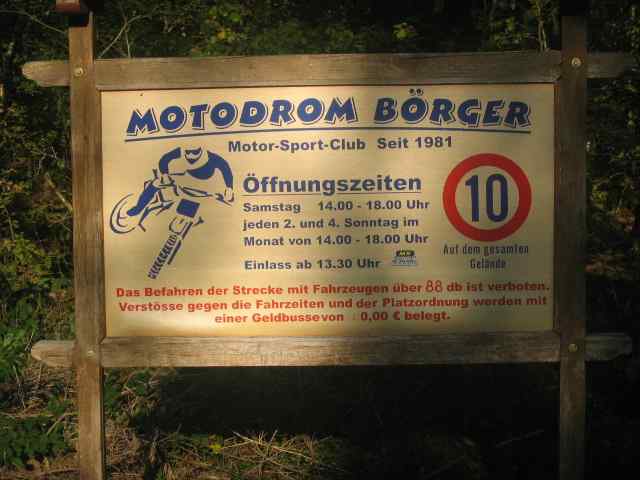 MOTODROM BÖRGER
Motor-Sport-Club Seit 1981
Öffnungszeiten
Samstag 14.00 - 18.00 Uhr
jeden 2. und 4. Sonntag im
Monat von 14.00 - 18.00 Uhr
Einlass ab 13.30 Uhr
10
Auf dem gesamten
Gelände
Das Befahren der Strecke mit Fahrzeugen über 88 db ist verboten.
Verstösse gegen die Fahrzeiten und der Platzordnung werden mit
einer Geldbussevon 0,00 € belegt.